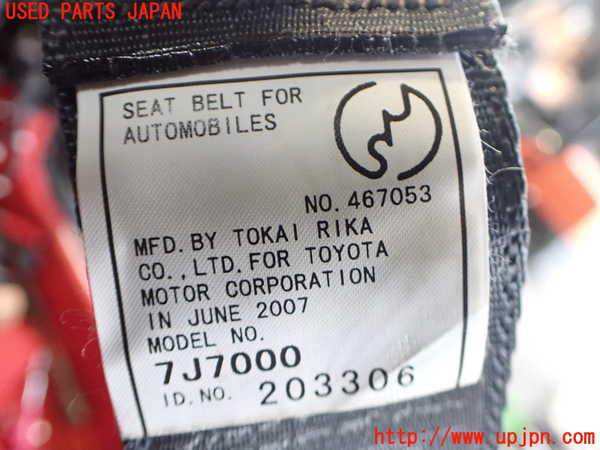 USED PARTS JAPAN
SEAT BELT FOR
AUTOMOBILES
NO. 467053
MFD. BY TOKAI RIKA
CO., LTD. FOR TOYOTA
MOTOR CORPORATION
IN JUNE 2007
MODEL NO.
7J7000
ID. NO. 203306
http://www.upjpn.com/